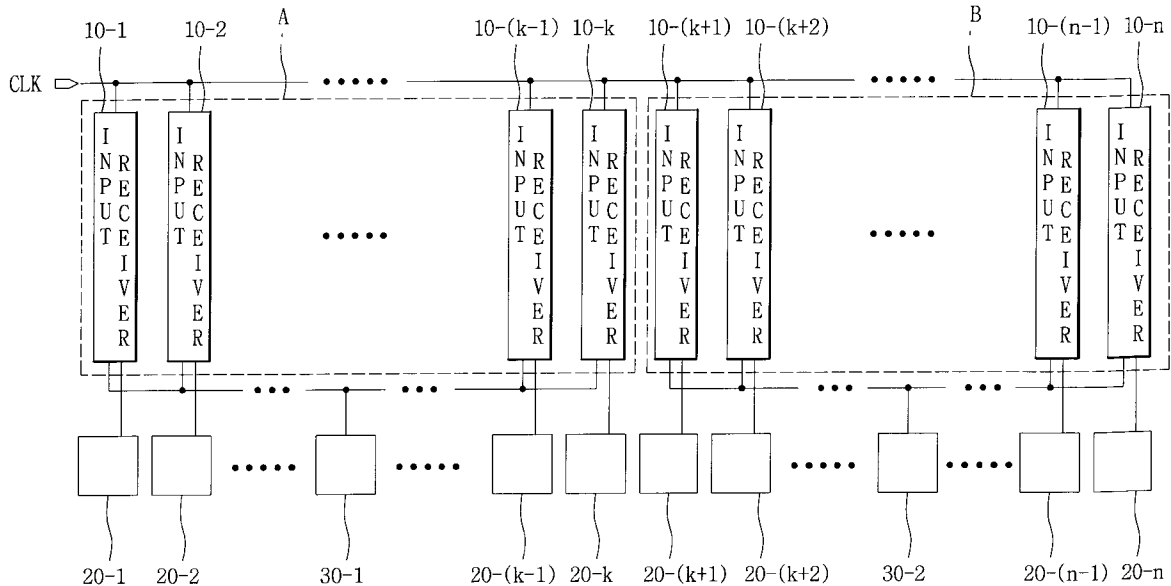 A
B
10-1
10-2
10-(k-1)
10-k
10-(k+1)
10-(k+2)
10-(n-1)
10-n
CLK
INPUT RECEIVER
INPUT RECEIVER
INPUT RECEIVER
INPUT RECEIVER
INPUT RECEIVER
INPUT RECEIVER
INPUT RECEIVER
INPUT RECEIVER
20-1
20-2
30-1
20-(k-1)
20-k
20-(k+1)
20-(k+2)
30-2
20-(n-1)
20-n